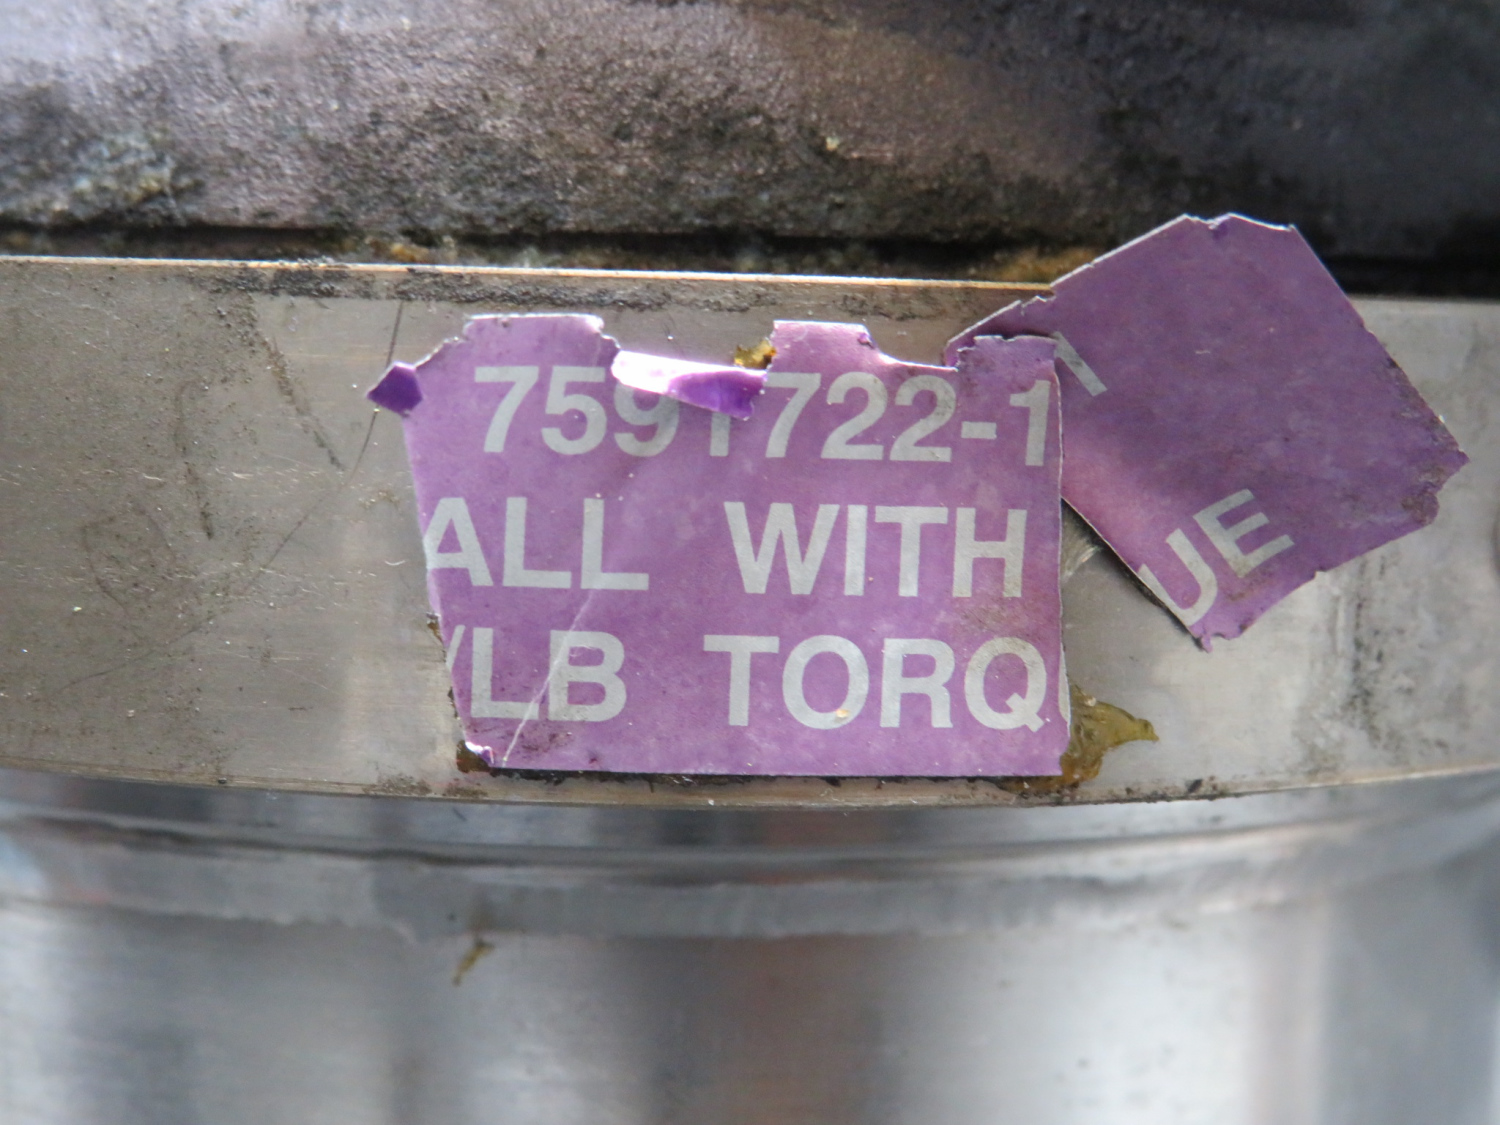 7591722-1
ALL WITH
/LB TORQ
UE